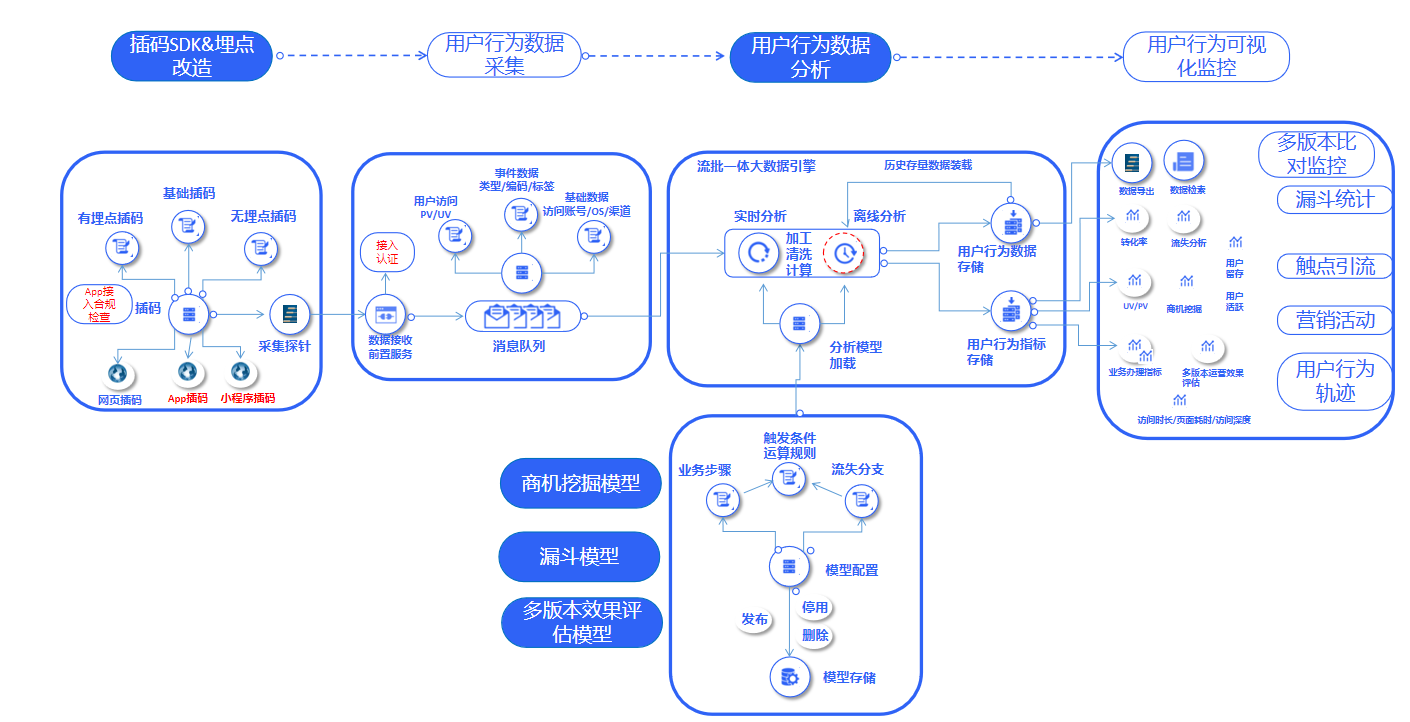 插码SDK&埋点
改造
用户行为数据
采集
用户行为数据
分析
用户行为可视
化监控
基础插码
有埋点插码
无埋点插码
App接
入合规
检查
插码
采集探针
网页插码
App插码
小程序插码
事件数据
类型/编码/标签
用户访问
PV/UV
基础数据
访问账号/OS/渠道
接入
认证
数据接收
前置服务
消息队列
流批一体大数据引擎
历史存量数据装载
实时分析
离线分析
加工
清洗
计算
用户行为数据
存储
用户行为指标
存储
分析模型
加载
数据导出
数据检索
转化率
流失分析
用户
留存
UV/PV
商机挖掘
用户
活跃
业务办理指标
多版本运营效果
评估
访问时长/页面耗时/访问深度
多版本比
对监控
漏斗统计
触点引流
营销活动
用户行为
轨迹
商机挖掘模型
漏斗模型
多版本效果评
估模型
触发条件
运算规则
业务步骤
流失分支
模型配置
发布
停用
删除
模型存储